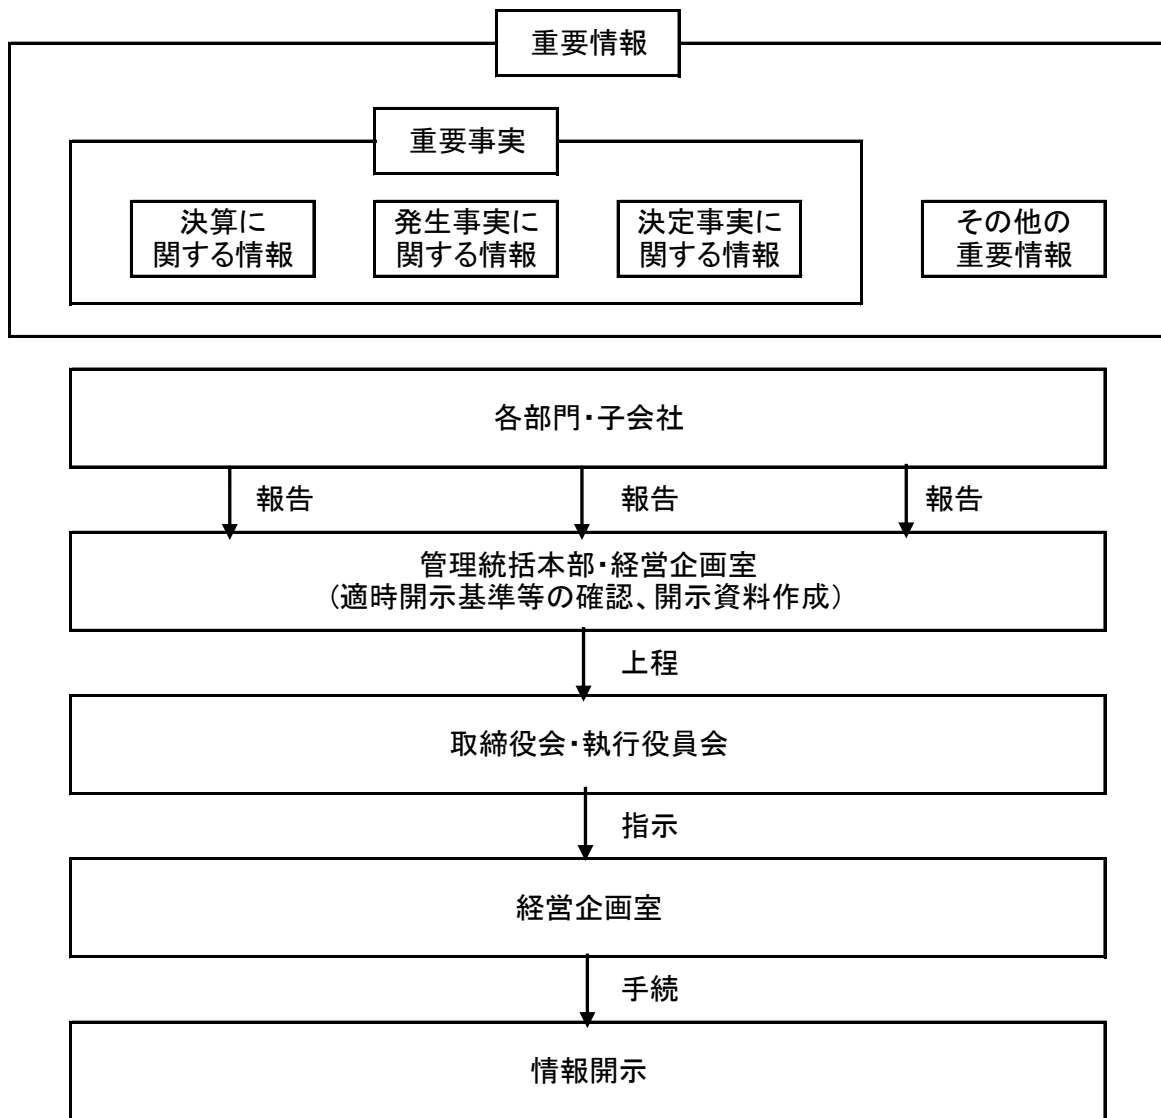 重要情報
重要事実
決算に
関する情報
発生事実に
関する情報
決定事実に
関する情報
その他の
重要情報
各部門・子会社
報告
報告
報告
管理統括本部・経営企画室
（適時開示基準等の確認、開示資料作成）
上程
取締役会・執行役員会
指示
経営企画室
手続
情報開示